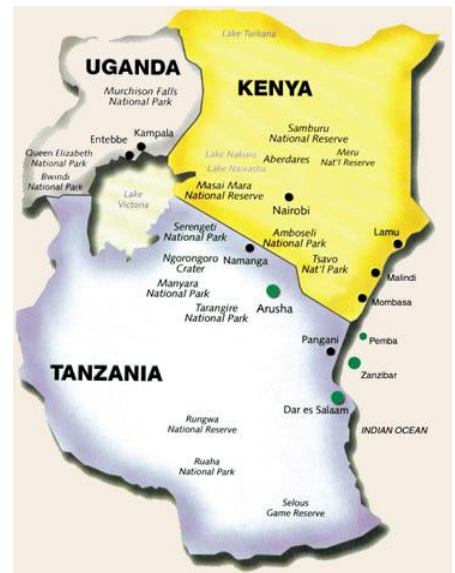 Lake Turkana
UGANDA
KENYA
Murchison Falls
National Park
Samburu
National Reserve
Kampala
Entebbe
Lake Nakuru
Aberdares
Meru
Nat'l Reserve
Queen Elizabeth
National Park
Lake Naivasha
Bwindi
National Park
Masai Mara
National Reserve
Lake
Victoria
Nairobi
Serengeti
National Park
Amboseli
National Park
Lamu
Ngorongoro
Crater
Namanga
Tsavo
Nat'l Park
Malindi
Manyara
National Park
Arusha
Mombasa
Tarangire
National Park
Pangani
Pemba
TANZANIA
Zanzibar
Dar es Salaam
Rungwa
National Reserve
INDIAN OCEAN
Ruaha
National Park
Selous
Game Reserve